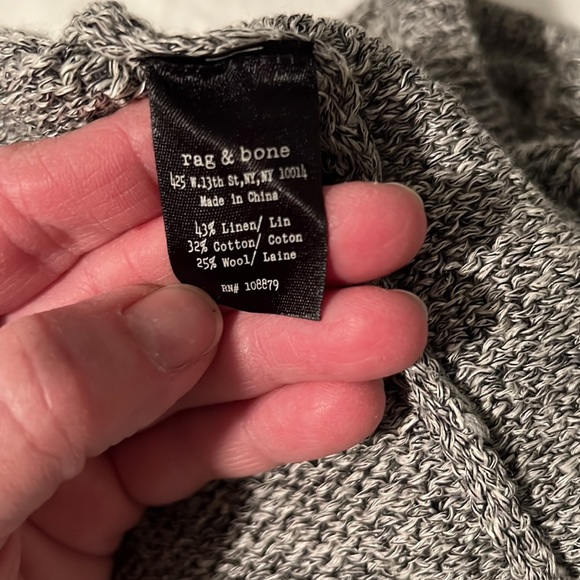 rag & bone
425 W.13th St,NY,NY 10014
Made in China
43% Linen/ Lin
32% Cotton/ Coton
25% Wool/ Laine
RN# 108879